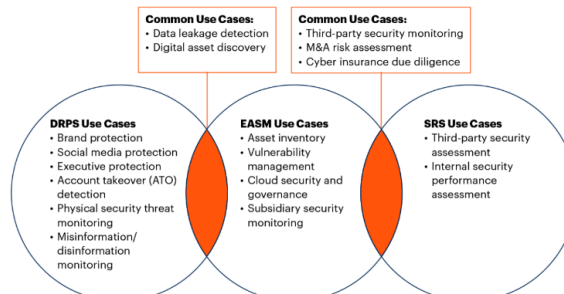 Common Use Cases:
• Data leakage detection
• Digital asset discovery
Common Use Cases:
• Third-party security monitoring
• M&A risk assessment
• Cyber insurance due diligence
DRPS Use Cases
• Brand protection
• Social media protection
• Executive protection
• Account takeover (ATO)
detection
• Physical security threat
monitoring
• Misinformation/
disinformation
monitoring
EASM Use Cases
• Asset inventory
• Vulnerability
management
• Cloud security and
governance
• Subsidiary security
monitoring
SRS Use Cases
• Third-party security
assessment
• Internal security
performance
assessment